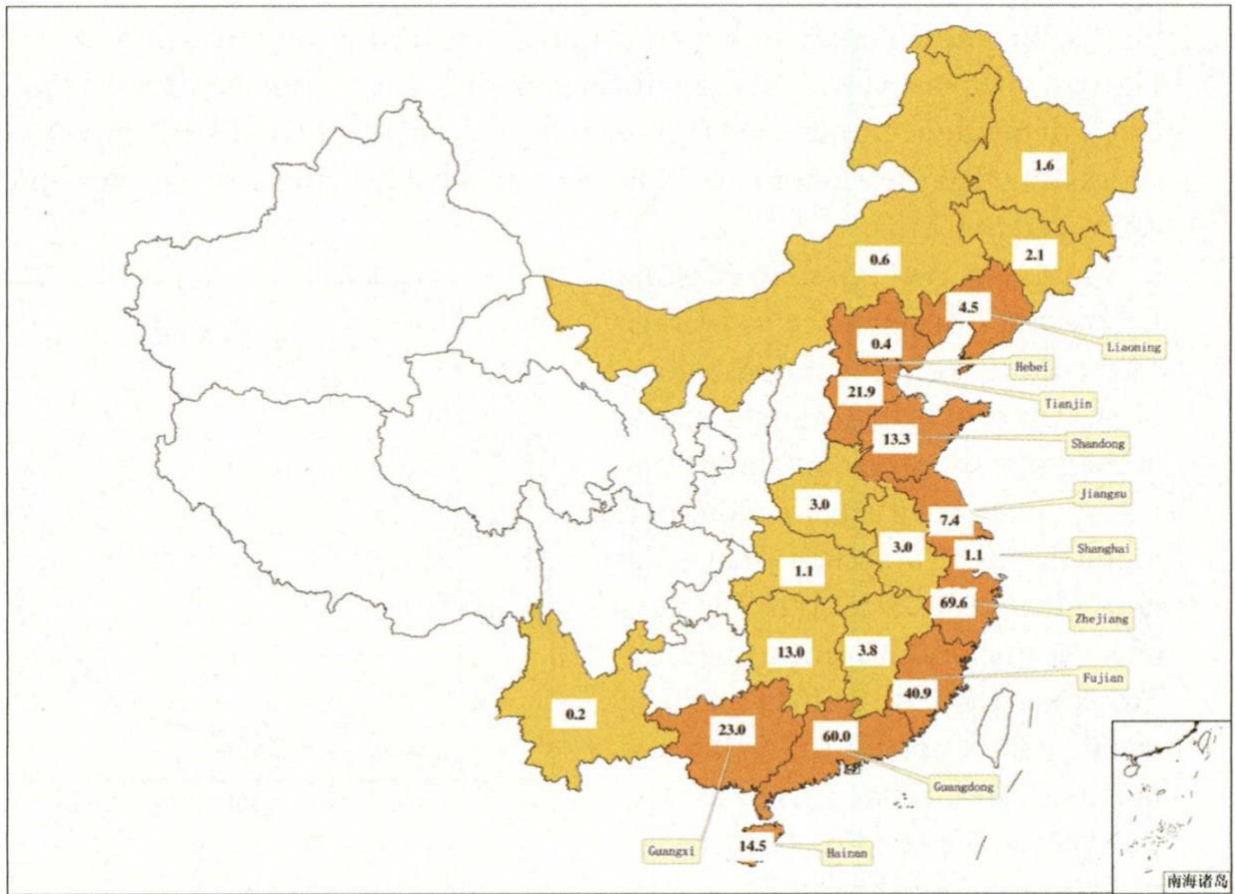 1.6
2.1
0.6
4.5
Liaoning
0.4
Hebei
21.9
Tianjin
13.3
Shandong
3.0
7.4
Jiangsu
3.0
1.1
Shanghai
1.1
69.6
Zhejiang
13.0
3.8
40.9
Fujian
0.2
23.0
60.0
Guangdong
Guangxi
14.5
Hainan
南海诸岛